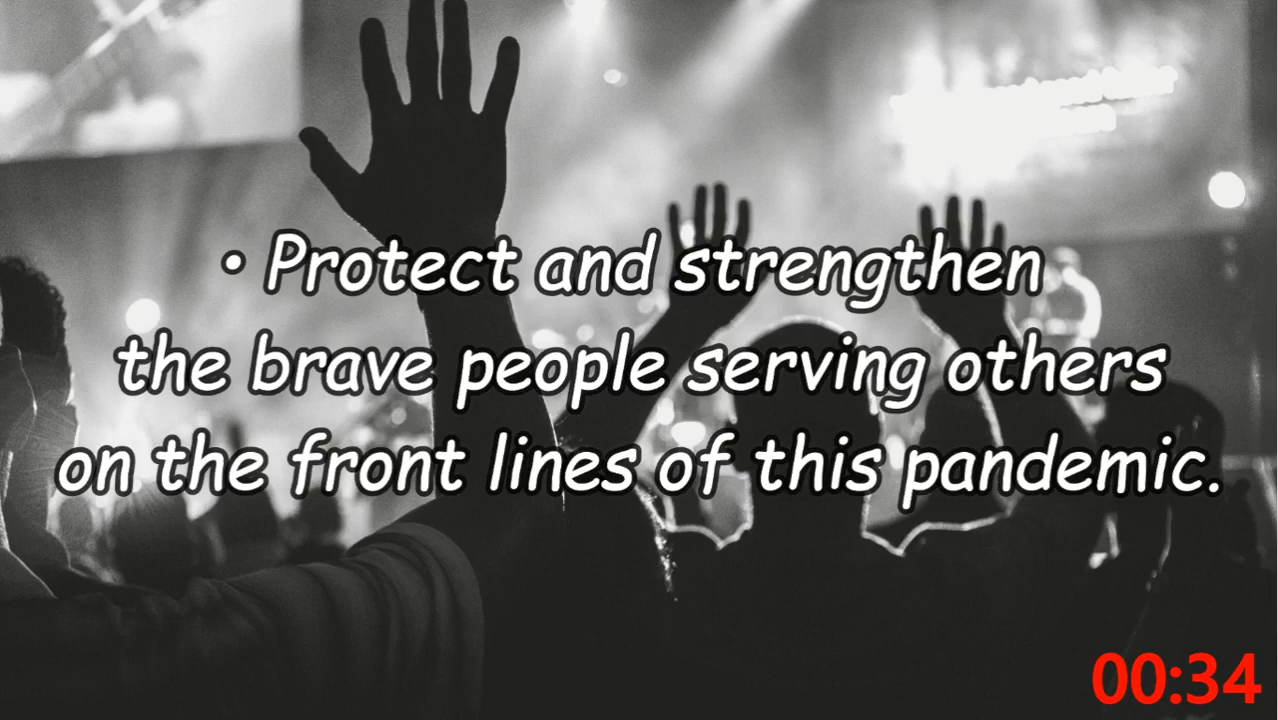 • Protect and strengthen
the brave people serving others
on the front lines of this pandemic.
00:34